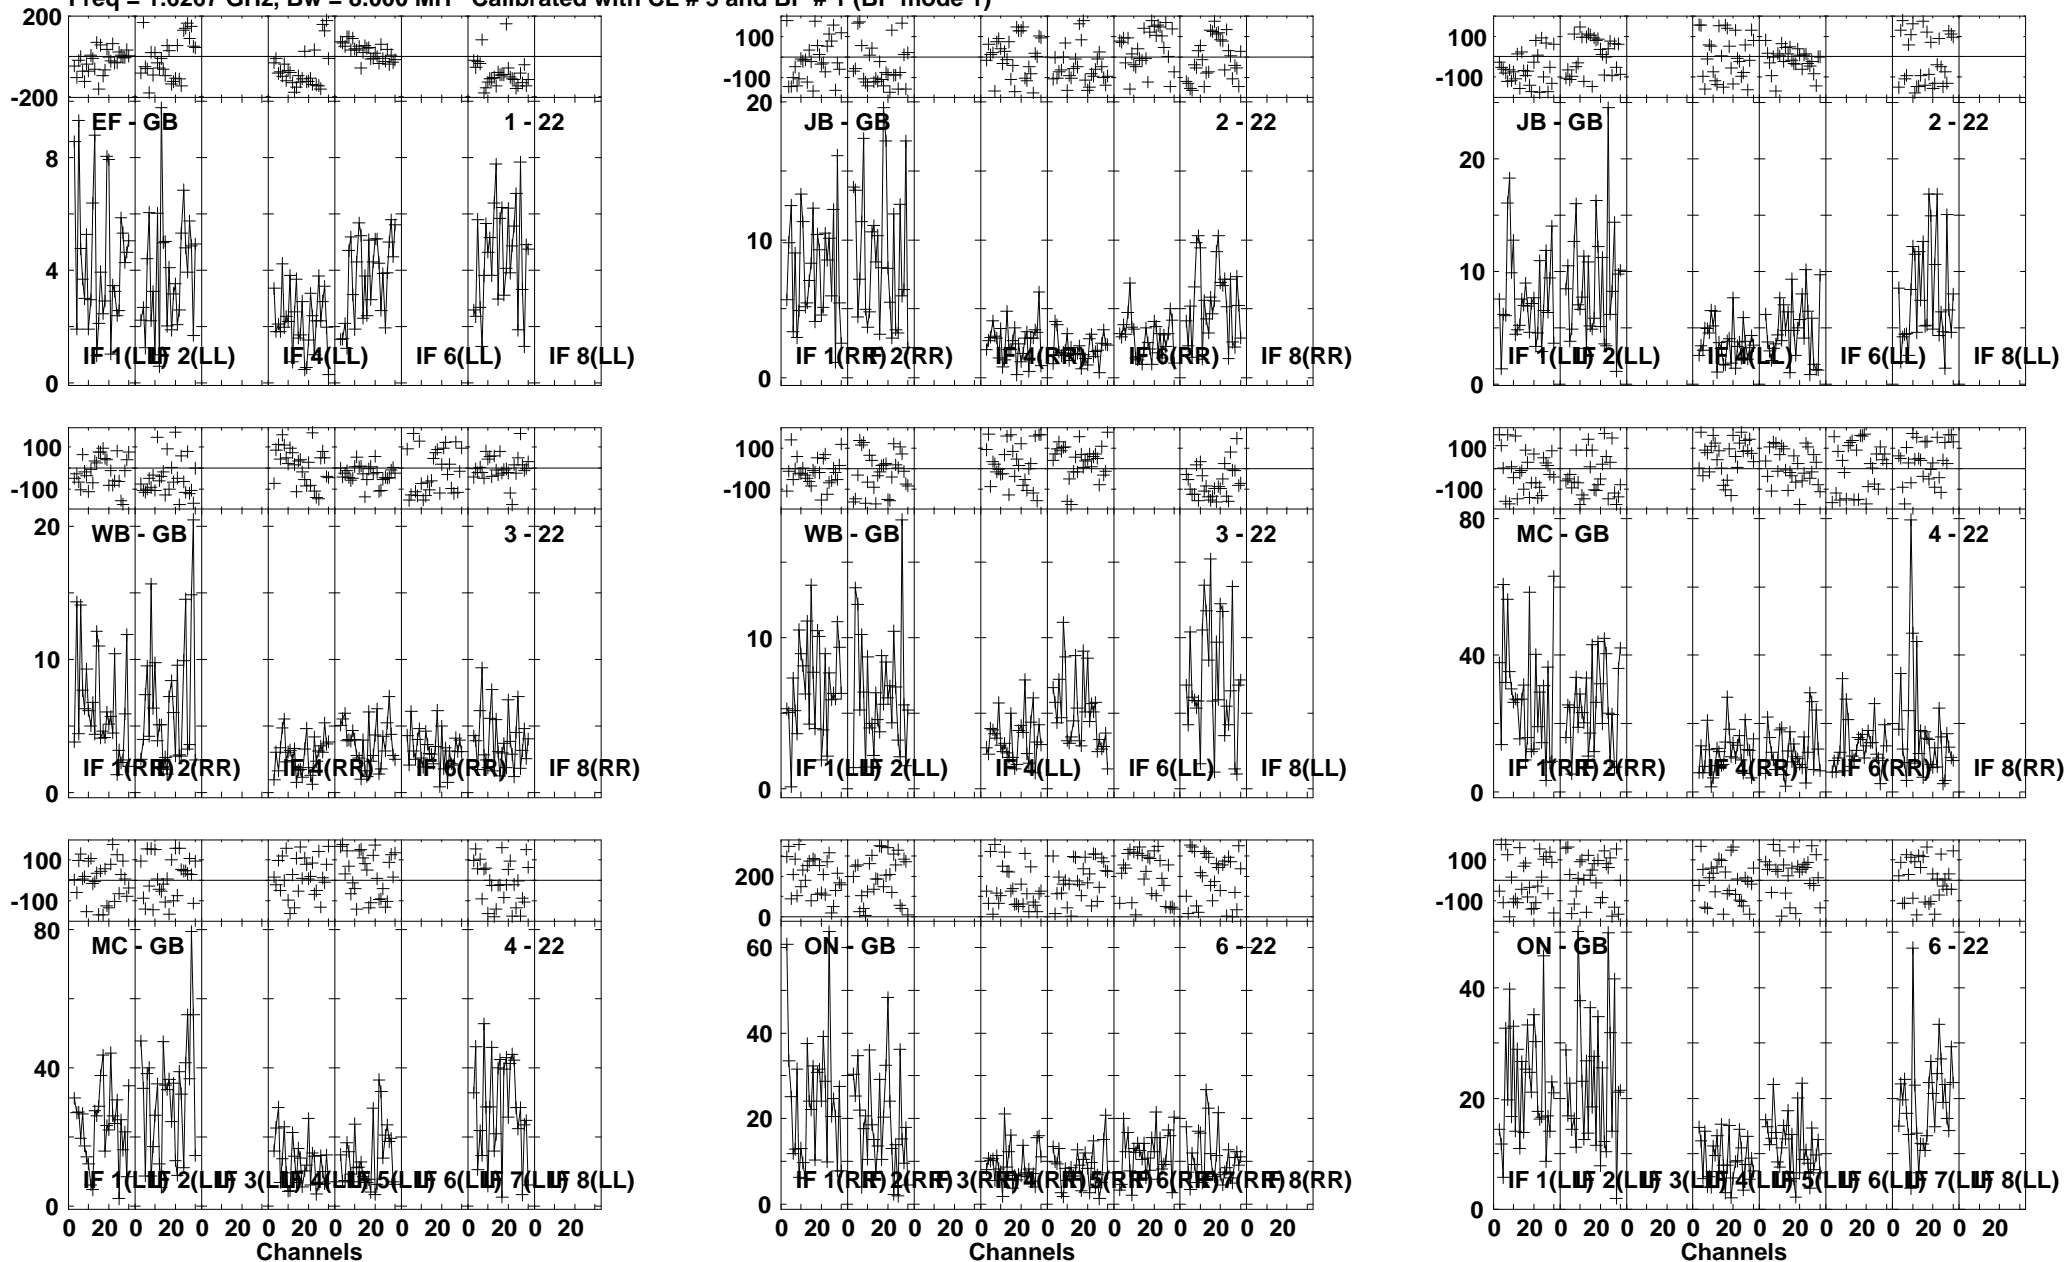 Freq = 1.6267 GHz, Bw = 8.000 MH Calibrated with CL # 3 and BP # 1 (BP mode 1)
200
-200
EF - GB 1 - 22
8
4
0
IF 1(LL) IF 2(LL) IF 4(LL) IF 6(LL) IF 8(LL)
100
-100
20
JB - GB 2 - 22
10
0
IF 1(RR) IF 2(RR) IF 4(RR) IF 6(RR) IF 8(RR)
100
-100
JB - GB 2 - 22
20
10
0
IF 1(LL) IF 2(LL) IF 4(LL) IF 6(LL) IF 8(LL)
100
-100
20
WB - GB 3 - 22
10
0
IF 1(RR) IF 2(RR) IF 4(RR) IF 6(RR) IF 8(RR)
100
-100
WB - GB 3 - 22
10
0
IF 1(LL) IF 2(LL) IF 4(LL) IF 6(LL) IF 8(LL)
100
-100
80
MC - GB 4 - 22
40
0
IF 1(RR) IF 2(RR) IF 4(RR) IF 6(RR) IF 8(RR)
100
-100
80
MC - GB 4 - 22
40
0
IF 1(LL) IF 2(LL) IF 3(LL) IF 4(LL) IF 5(LL) IF 6(LL) IF 7(LL) IF 8(LL)
0 20 0 20 0 20 0 20 0 20 0 20 0 20 0 20
Channels
200
0
60
ON - GB 6 - 22
40
20
0
IF 1(RR) IF 2(RR) IF 3(RR) IF 4(RR) IF 5(RR) IF 6(RR) IF 7(RR) IF 8(RR)
0 20 0 20 0 20 0 20 0 20 0 20 0 20 0 20
Channels
100
-100
ON - GB 6 - 22
40
20
0
IF 1(LL) IF 2(LL) IF 3(LL) IF 4(LL) IF 5(LL) IF 6(LL) IF 7(LL) IF 8(LL)
0 20 0 20 0 20 0 20 0 20 0 20 0 20 0 20
Channels